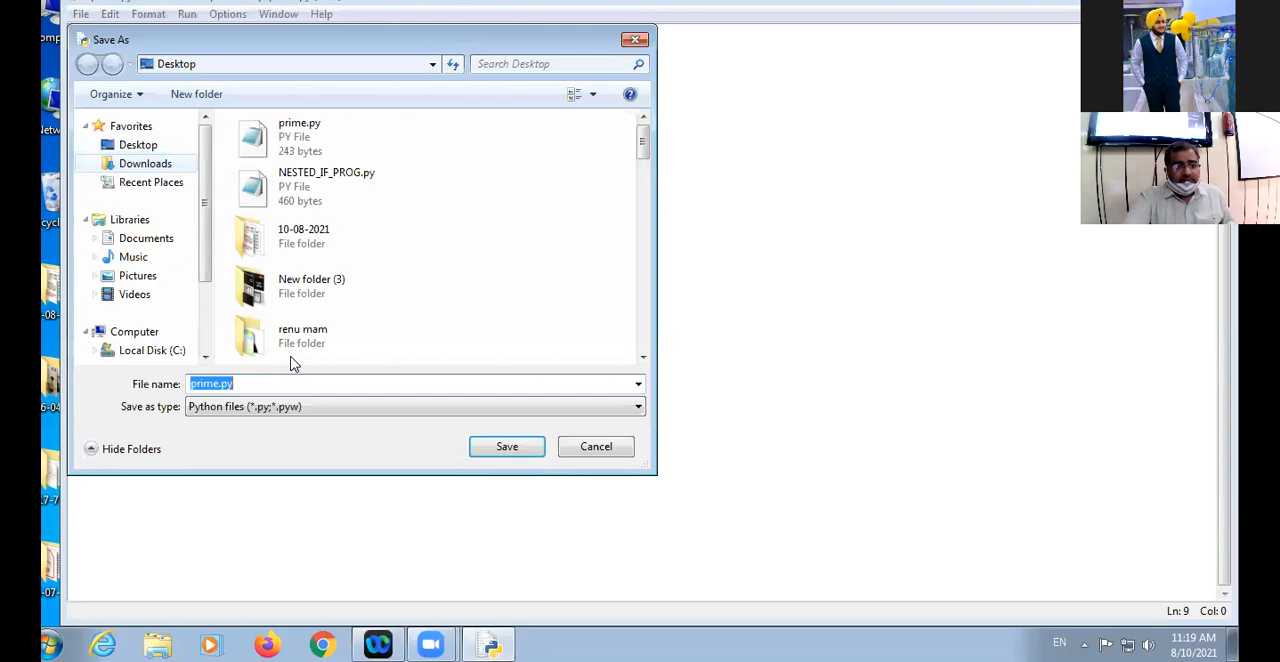 File Edit Format Run Options Window Help
Save As
Desktop
Search Desktop
Organize New folder
Favorites
Desktop
Downloads
Recent Places
Libraries
Documents
Music
Pictures
Videos
Computer
Local Disk (C:)
prime.py
PY File
243 bytes
NESTED_IF_PROG.py
PY File
460 bytes
10-08-2021
File folder
New folder (3)
File folder
renu mam
File folder
File name: prime.py
Save as type: Python files (*.py;*.pyw)
Hide Folders Save Cancel
Ln: 9 Col: 0
EN
11:19 AM
8/10/2021